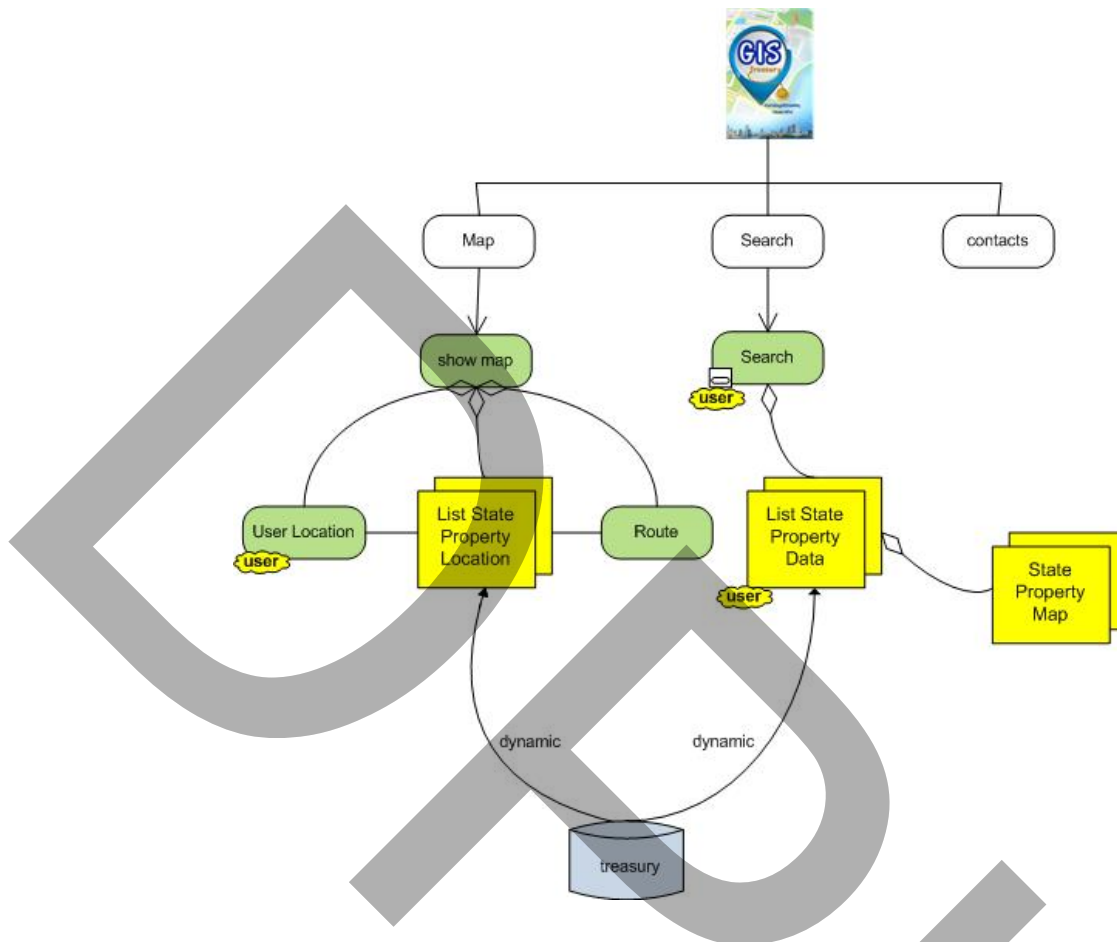 GIS
Treasury
Map
Search
contacts
show map
Search
user
User Location
user
List State
Property
Location
Route
List State
Property
Data
user
State
Property
Map
dynamic
dynamic
treasury